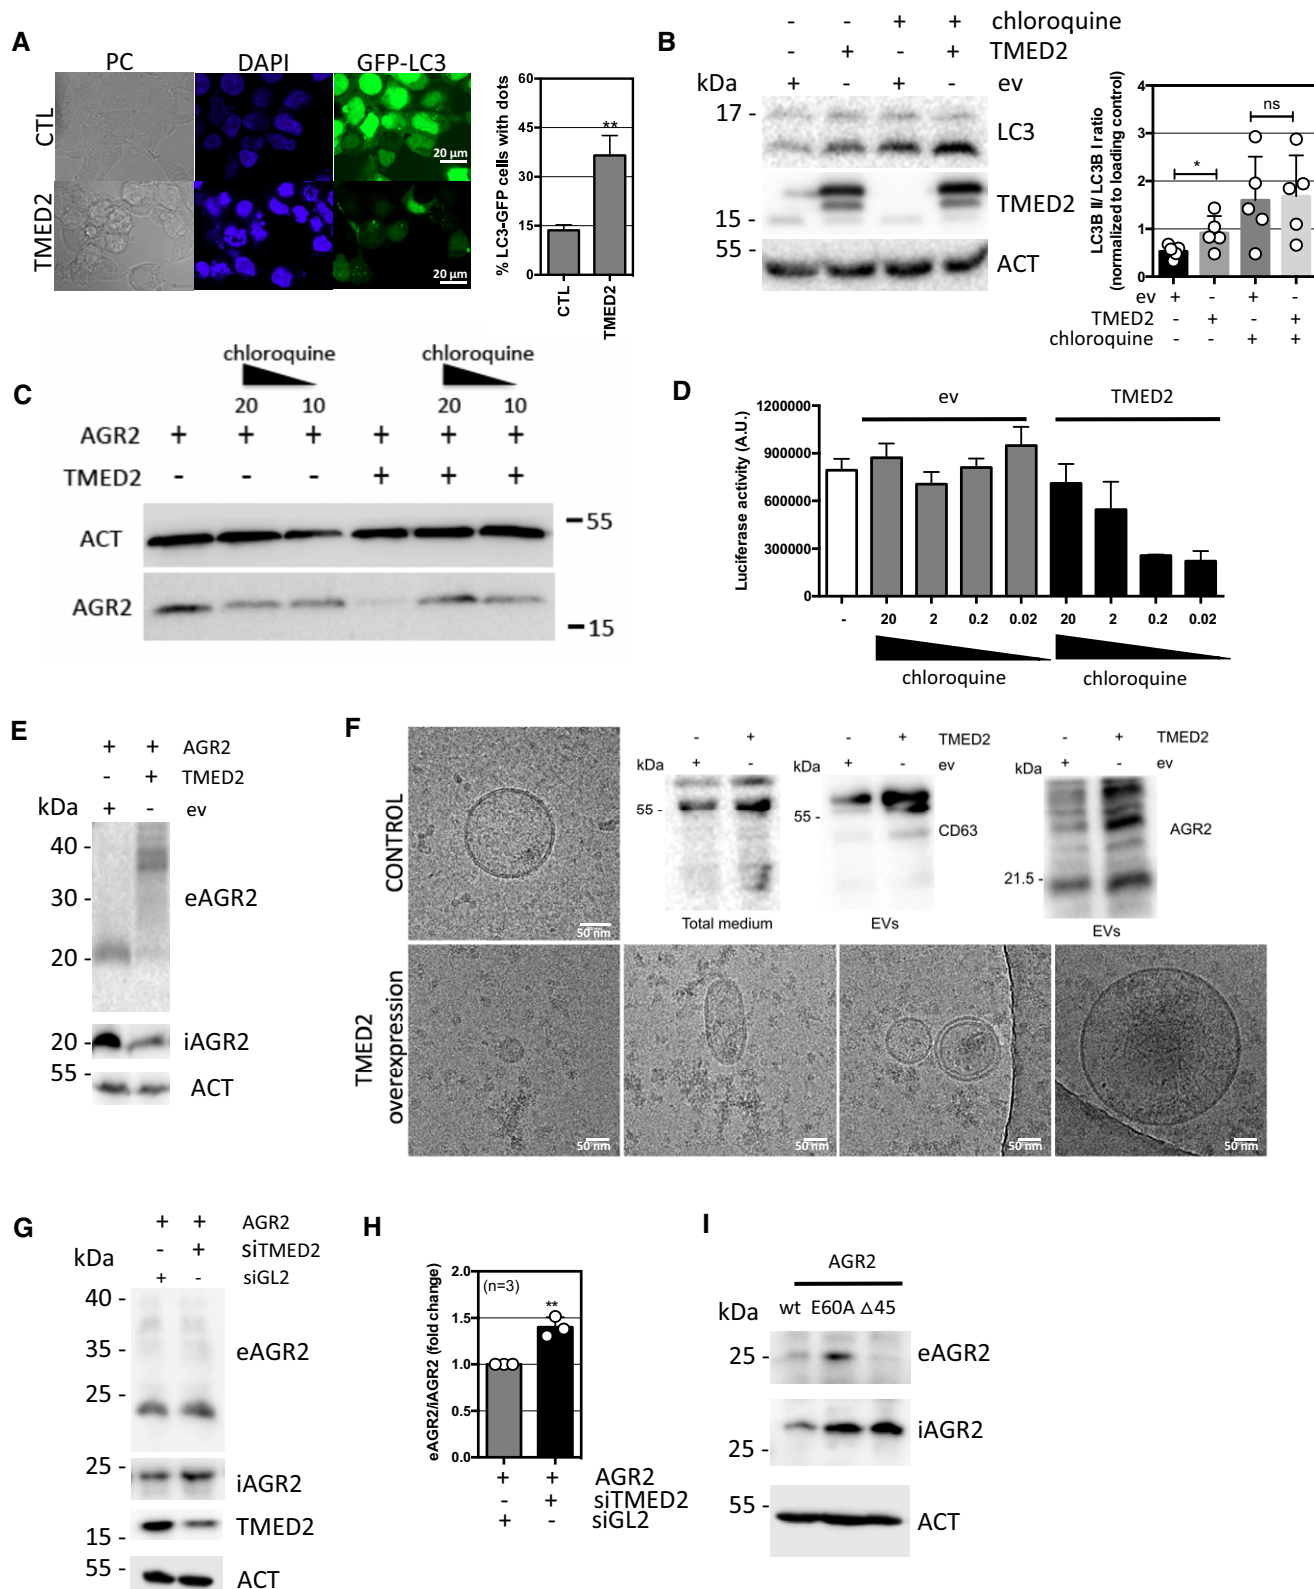 A
PC DAPI GFP-LC3
CTL
TMED2
20 µm
20 µm
% LC3-GFP cells with dots
60
45
30
15
0
**
CTL TMED2
B
- - + + chloroquine
- + - + TMED2
kDa + - + - ev
17 - LC3
TMED2
15 -
55 - ACT
LC3B II/ LC3B I ratio
(normalized to loading control)
4
3
2
1
0
*
ns
ev + - + -
TMED2 - + - +
chloroquine - - + +
C
chloroquine chloroquine
20 10 20 10
AGR2 + + + + + +
TMED2 - - - + + +
ACT 55
AGR2 15
D
ev TMED2
Luciferase activity (A.U.)
1200000
900000
600000
300000
0
- 20 2 0.2 0.02 20 2 0.2 0.02
chloroquine chloroquine
E
+ + AGR2
- + TMED2
kDa + - ev
40 -
30 - eAGR2
20 -
20 - iAGR2
55 - ACT
F
CONTROL
50 nm
- + TMED2
kDa + - ev
55 -
Total medium
kDa
55 -
CD63
EVs
- + TMED2
kDa + - ev
AGR2
21.5 -
EVs
TMED2
overexpression
50 nm
50 nm
50 nm
50 nm
G
+ + AGR2
kDa - + siTMED2
+ - siGL2
40 -
35 - eAGR2
25 -
25 - iAGR2
TMED2
15 -
55 - ACT
H
eAGR2/iAGR2 (fold change)
2.0
1.5
1.0
0.5
0.0
(n=3)
**
+ + AGR2
- + siTMED2
+ - siGL2
I
AGR2
kDa wt E60A Δ45
25 - eAGR2
iAGR2
25 -
55 - ACT